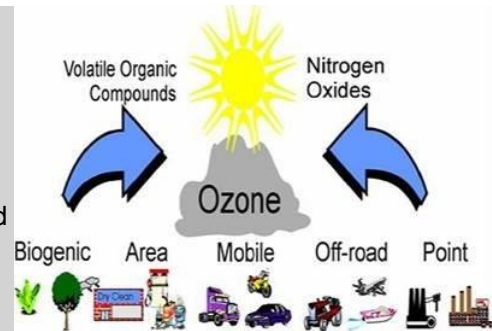 Volatile Organic
Compounds
Nitrogen
Oxides
Ozone
d
Biogenic Area Mobile Off-road Point
Dry Clean